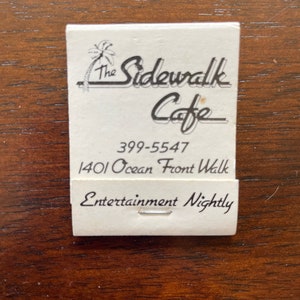 The Sidewalk
Cafe
399-5547
1401 Ocean Front Walk
Entertainment Nightly